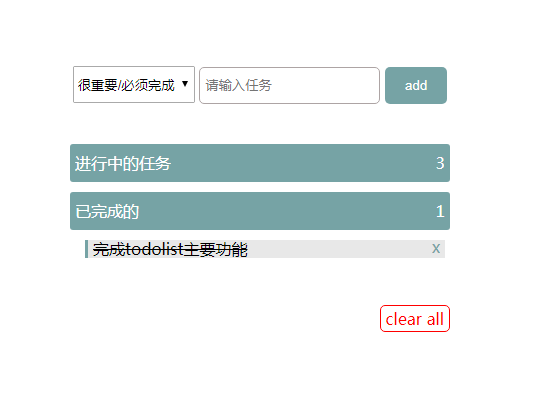 很重要/必须完成 请输入任务 add
进行中的任务 3
已完成的 1
完成todolist主要功能 x
clear all